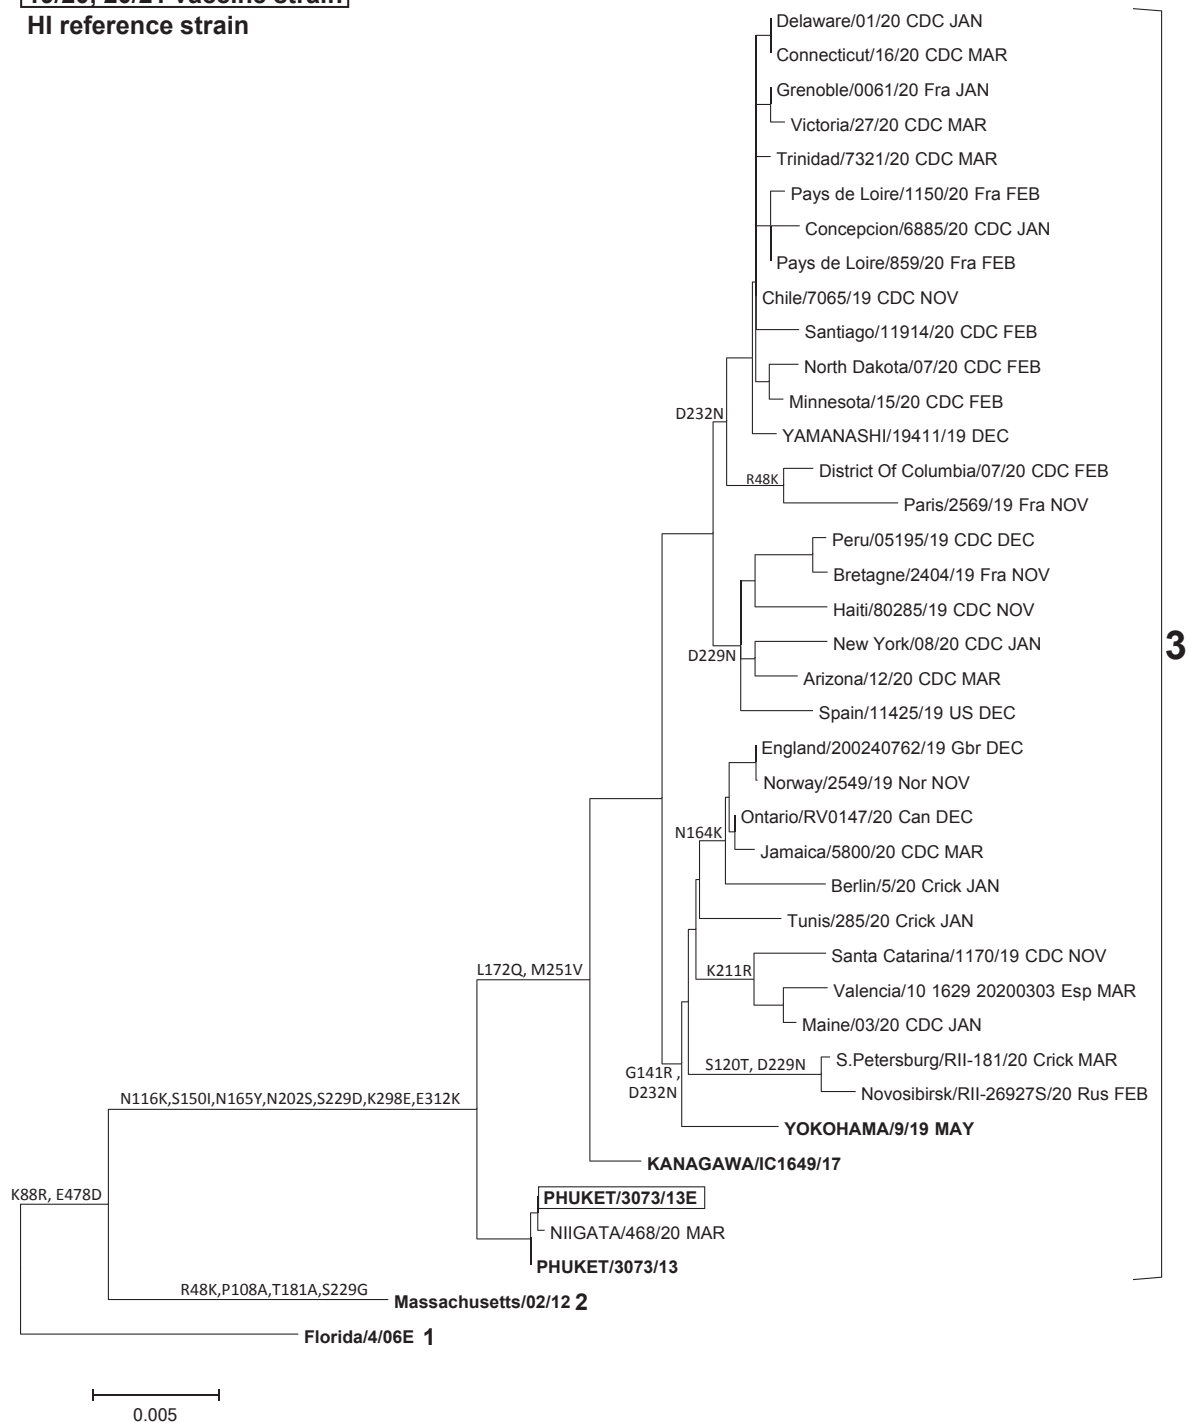 HI reference strain
Delaware/01/20 CDC JAN
Connecticut/16/20 CDC MAR
Grenoble/0061/20 Fra JAN
Victoria/27/20 CDC MAR
Trinidad/7321/20 CDC MAR
Pays de Loire/1150/20 Fra FEB
Concepcion/6885/20 CDC JAN
Pays de Loire/859/20 Fra FEB
Chile/7065/19 CDC NOV
Santiago/11914/20 CDC FEB
North Dakota/07/20 CDC FEB
Minnesota/15/20 CDC FEB
D232N
YAMANASHI/19411/19 DEC
District Of Columbia/07/20 CDC FEB
R48K
Paris/2569/19 Fra NOV
Peru/05195/19 CDC DEC
Bretagne/2404/19 Fra NOV
Haiti/80285/19 CDC NOV
New York/08/20 CDC JAN
3
D229N
Arizona/12/20 CDC MAR
Spain/11425/19 US DEC
England/200240762/19 Gbr DEC
Norway/2549/19 Nor NOV
Ontario/RV0147/20 Can DEC
N164K
Jamaica/5800/20 CDC MAR
Berlin/5/20 Crick JAN
Tunis/285/20 Crick JAN
Santa Catarina/1170/19 CDC NOV
L172Q, M251V
K211R
Valencia/10 1629 20200303 Esp MAR
Maine/03/20 CDC JAN
S.Petersburg/RII-181/20 Crick MAR
S120T, D229N
G141R ,
D232N
Novosibirsk/RII-26927S/20 Rus FEB
N116K,S150I,N165Y,N202S,S229D,K298E,E312K
YOKOHAMA/9/19 MAY
KANAGAWA/IC1649/17
K88R, E478D
PHUKET/3073/13E
NIIGATA/468/20 MAR
PHUKET/3073/13
R48K,P108A,T181A,S229G
Massachusetts/02/12 2
Florida/4/06E 1
0.005